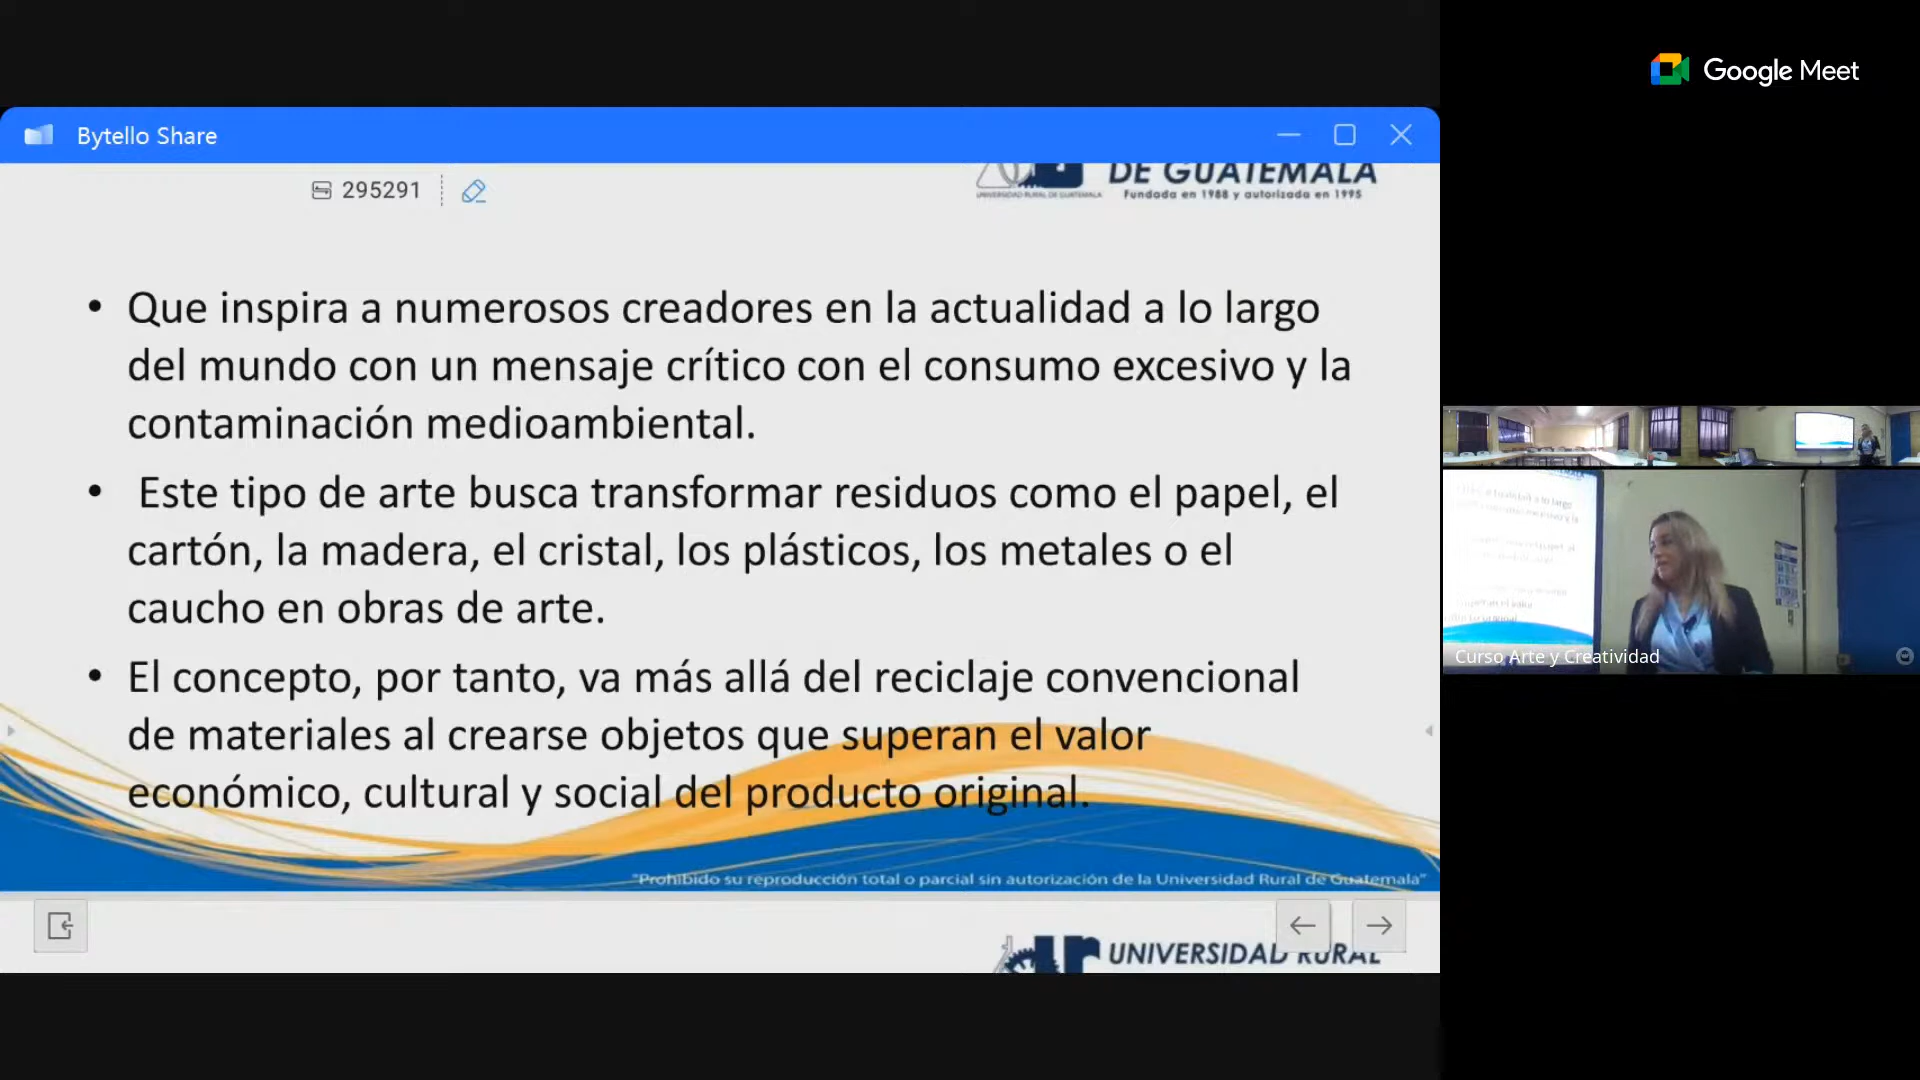 Google Meet
Bytello Share
295291
DE GUATEMALA
UNIVERSIDAD RURAL DE GUATEMALA
Fundada en 1988 y autorizada en 1995
• Que inspira a numerosos creadores en la actualidad a lo largo
del mundo con un mensaje crítico con el consumo excesivo y la
contaminación medioambiental.
• Este tipo de arte busca transformar residuos como el papel, el
cartón, la madera, el cristal, los plásticos, los metales o el
caucho en obras de arte.
• El concepto, por tanto, va más allá del reciclaje convencional
de materiales al crearse objetos que superan el valor
económico, cultural y social del producto original.
"Prohibido su reproducción total o parcial sin autorización de la Universidad Rural de Guatemala"
UNIVERSIDAD RURAL
Curso Arte y Creatividad